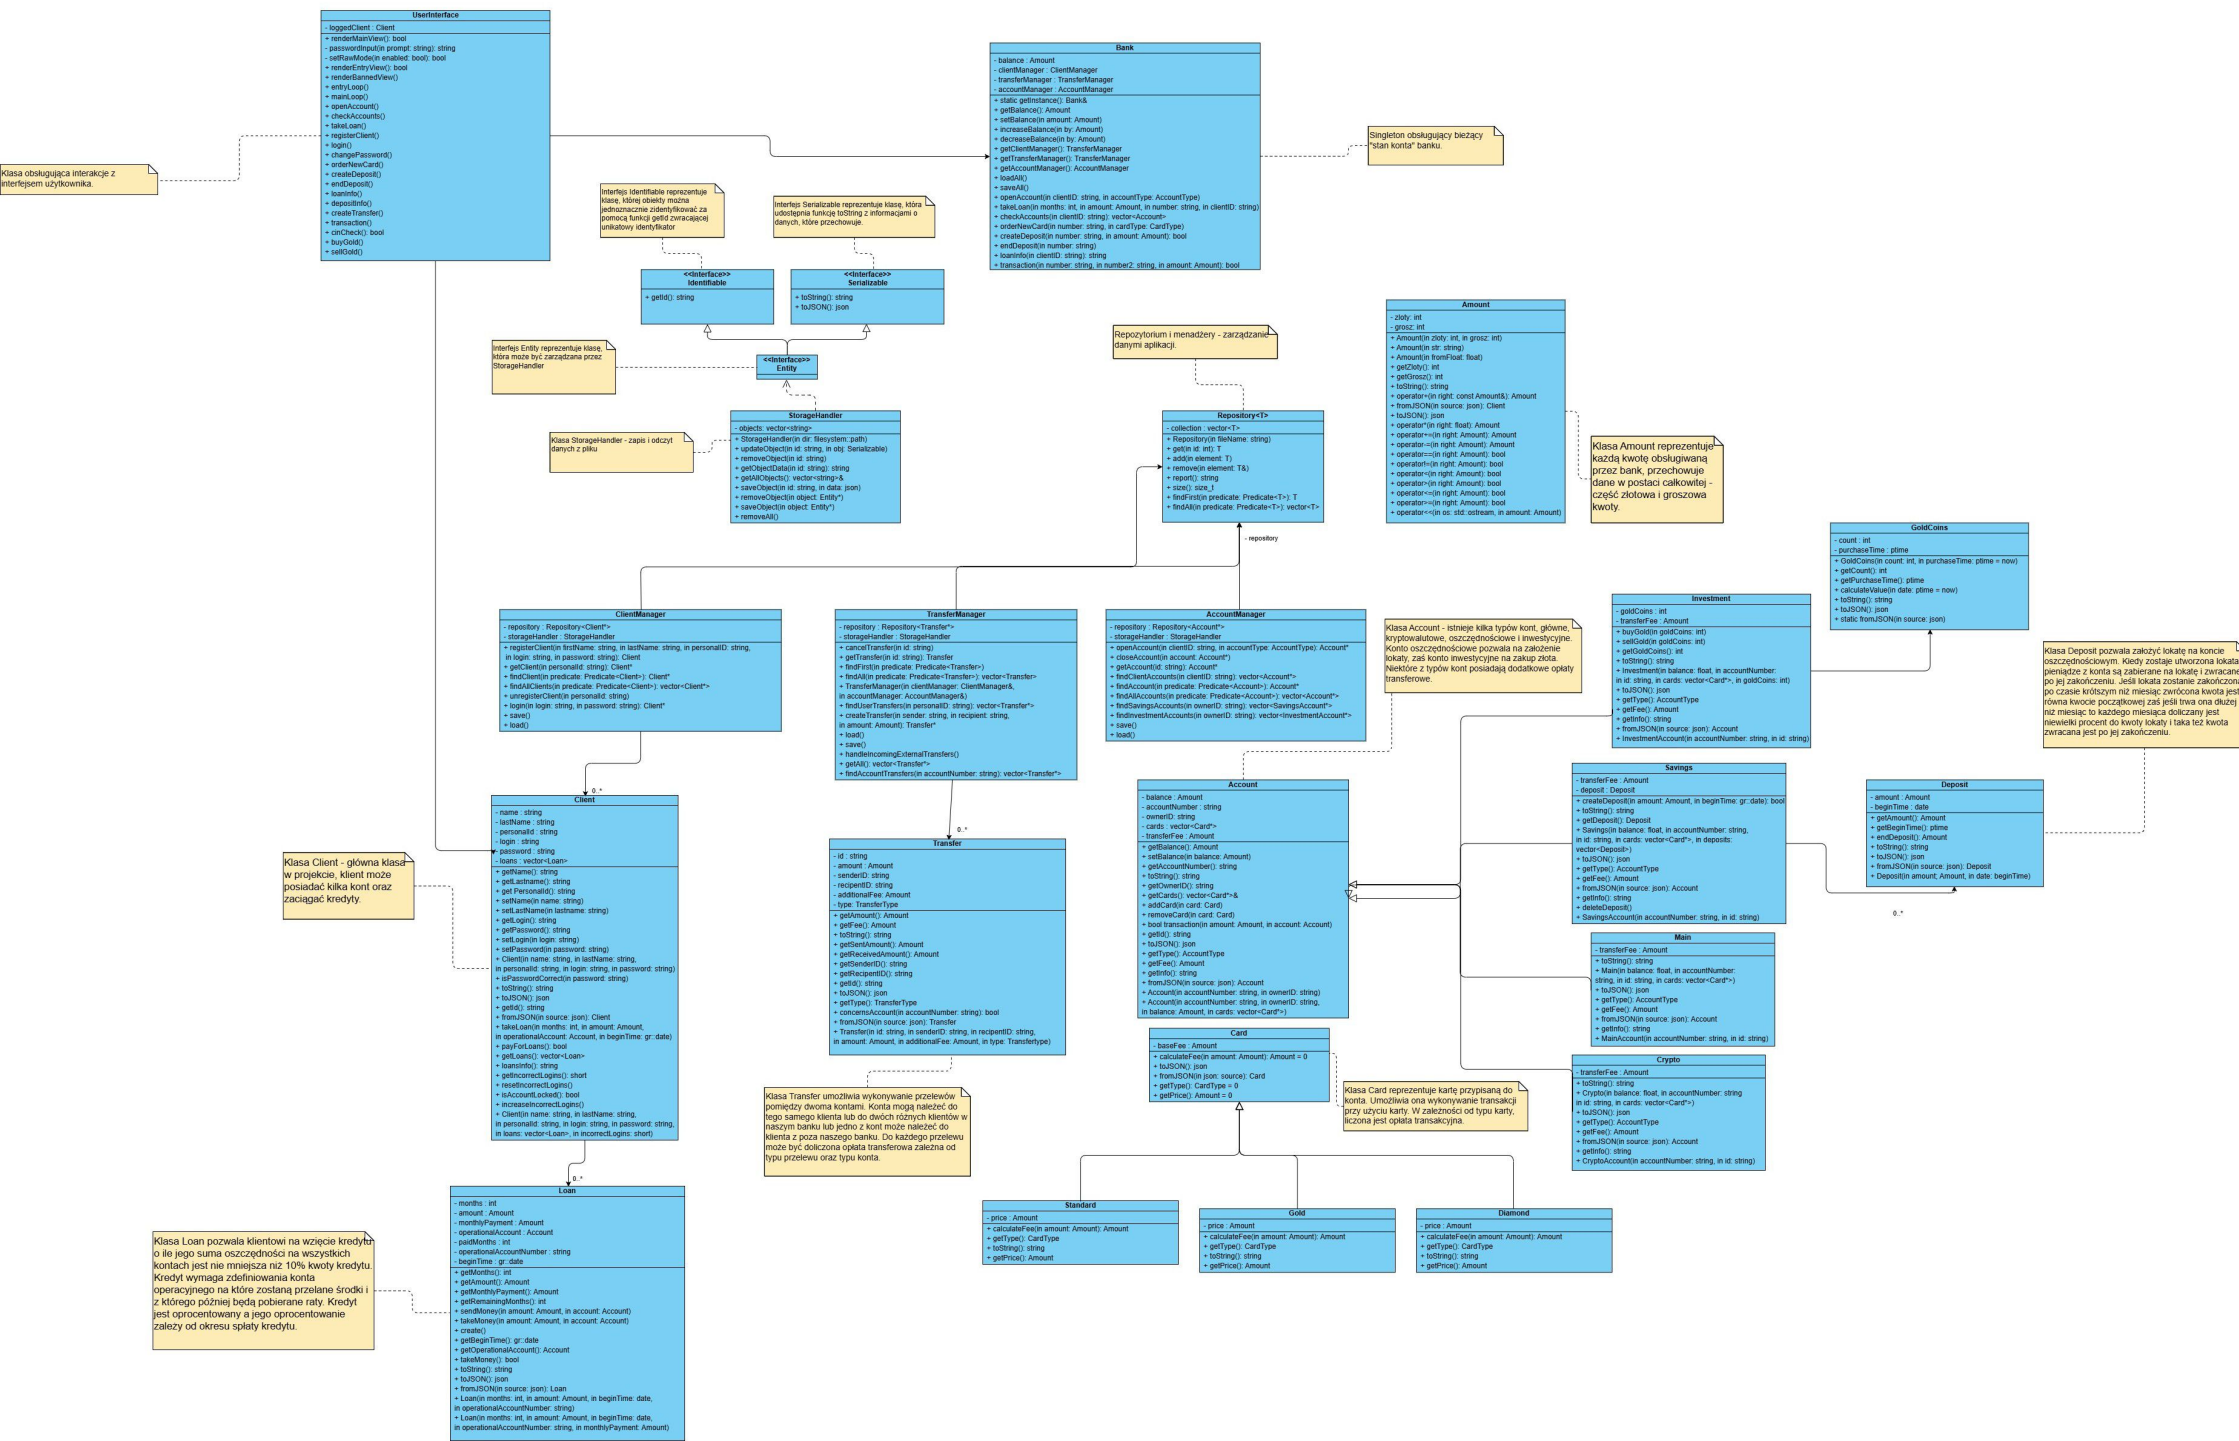 UserInterface
- loggedClient : Client
+ renderMainView(): bool
- passwordInput(in prompt: string): string
- setRawMode(in enabled: bool): bool
+ renderEntryView(): bool
+ renderBannedView()
+ entryLoop()
+ mainLoop()
+ openAccount()
+ checkAccounts()
+ takeLoan()
+ registerClient()
+ login()
+ changePassword()
+ orderNewCard()
+ createDeposit()
+ endDeposit()
+ loanInfo()
+ depositInfo()
+ createTransfer()
+ transaction()
+ cinCheck(): bool
+ buyGold()
+ sellGold()
Klasa obsługująca interakcje z
interfejsem użytkownika.
Bank
- balance : Amount
- clientManager : ClientManager
- transferManager : TransferManager
- accountManager : AccountManager
+ static getInstance(): Bank&
+ getBalance(): Amount
+ setBalance(in amount: Amount)
+ increaseBalance(in by: Amount)
+ decreaseBalance(in by: Amount)
+ getClientManager(): TransferManager
+ getTransferManager(): TransferManager
+ getAccountManager(): AccountManager
+ loadAll()
+ saveAll()
+ openAccount(in clientID: string, in accountType: AccountType)
+ takeLoan(in months: int, in amount: Amount, in number: string, in clientID: string)
+ checkAccounts(in clientID: string): vector<Account>
+ orderNewCard(in number: string, in cardType: CardType)
+ createDeposit(in number: string, in amount: Amount): bool
+ endDeposit(in number: string)
+ loanInfo(in clientID: string): string
+ transaction(in number: string, in number2: string, in amount: Amount): bool
Singleton obsługujący bieżący
"stan konta" banku.
Interfejs Identifiable reprezentuje
klasę, której obiekty można
jednoznacznie zidentyfikować za
pomocą funkcji getId zwracającej
unikatowy identyfikator
Interfejs Serializable reprezentuje klasę, która
udostępnia funkcję toString z informacjami o
danych, które przechowuje.
<<Interface>>
Identifiable
+ getId(): string
<<Interface>>
Serializable
+ toString(): string
+ toJSON(): json
Interfejs Entity reprezentuje klasę,
która może być zarządzana przez
StorageHandler
<<Interface>>
Entity
StorageHandler
- objects: vector<string>
+ StorageHandler(in dir: filesystem::path)
+ updateObject(in id: string, in obj: Serializable)
+ removeObject(in id: string)
+ getObjectData(in id: string): string
+ getAllObjects(): vector<string>&
+ saveObject(in id: string, in data: json)
+ removeObject(in object: Entity*)
+ saveObject(in object: Entity*)
+ removeAll()
Klasa StorageHandler - zapis i odczyt
danych z pliku
Repozytorium i menadżery - zarządzanie
danymi aplikacji.
Repository<T>
- collection : vector<T>
+ Repository(in fileName: string)
+ get(in id: int): T
+ add(in element: T)
+ remove(in element: T&)
+ report(): string
+ size(): size_t
+ findFirst(in predicate: Predicate<T>): T
+ findAll(in predicate: Predicate<T>): vector<T>
- repository
Amount
- zloty: int
- grosz: int
+ Amount(in zloty: int, in grosz: int)
+ Amount(in str: string)
+ Amount(in fromFloat: float)
+ getZloty(): int
+ getGrosz(): int
+ toString(): string
+ operator+(in right: const Amount&): Amount
+ fromJSON(in source: json): Client
+ toJSON(): json
+ operator*(in right: float): Amount
+ operator+=(in right: Amount): Amount
+ operator-=(in right: Amount): Amount
+ operator==(in right: Amount): bool
+ operator!=(in right: Amount): bool
+ operator<(in right: Amount): bool
+ operator>(in right: Amount): bool
+ operator<=(in right: Amount): bool
+ operator>=(in right: Amount): bool
+ operator<<(in os: std::ostream, in amount: Amount)
Klasa Amount reprezentuje
każdą kwotę obsługiwaną
przez bank, przechowuje
dane w postaci całkowitej -
część złotowa i groszowa
kwoty.
GoldCoins
- count : int
- purchaseTime : ptime
+ GoldCoins(in count: int, in purchaseTime: ptime = now)
+ getCount(): int
+ getPurchaseTime(): ptime
+ calculateValue(in date: ptime = now)
+ toString(): string
+ toJSON(): json
+ static fromJSON(in source: json)
ClientManager
- repository : Repository<Client*>
- storageHandler : StorageHandler
+ registerClient(in firstName: string, in lastName: string, in personalID: string,
in login: string, in password: string): Client
+ getClient(in personalId: string): Client*
+ findClient(in predicate: Predicate<Client): Client*
+ findAllClients(in predicate: Predicate<Client): vector<Client*>
+ unregisterClient(in personalId: string)
+ login(in login: string, in password: string): Client*
+ save()
+ load()
TransferManager
- repository : Repository<Transfer*>
- storageHandler : StorageHandler
+ cancelTransfer(in id: string)
+ getTransfer(in id: string): Transfer
+ findFirst(in predicate: Predicate<Transfer>)
+ findAll(in predicate: Predicate<Transfer>): vector<Transfer*>
+ TransferManager(in clientManager: ClientManager&,
in accountManager: AccountManager&)
+ findUserTransfers(in personalID: string): vector<Transfer*>
+ createTransfer(in sender: string, in recipient: string,
in amount: Amount): Transfer*
+ load()
+ save()
+ handleIncomingExternalTransfers()
+ getAll(): vector<Transfer*>
+ findAccountTransfers(in accountNumber: string): vector<Transfer*>
AccountManager
- repository : Repository<Account*>
- storageHandler : StorageHandler
+ openAccount(in clientID: string, in accountType: AccountType): Account*
+ closeAccount(in account: Account*)
+ getAccount(id: string): Account*
+ findClientAccounts(in clientID: string): vector<Account*>
+ findAccount(in predicate: Predicate<Account>): Account*
+ findAllAccounts(in predicate: Predicate<Account>): vector<Account*>
+ findSavingsAccounts(in ownerID: string): vector<SavingsAccount*>
+ findInvestmentAccounts(in ownerID: string): vector<InvestmentAccount*>
+ save()
+ load()
Klasa Account - istnieje kilka typów kont, główne,
kryptowalutowe, oszczędnościowe i inwestycyjne.
Konto oszczędnościowe pozwala na założenie
lokaty, zaś konto inwestycyjne na zakup złota.
Niektóre z typów kont posiadają dodatkowe opłaty
transferowe.
Investment
- goldCoins : int
- transferFee : Amount
+ buyGold(in goldCoins: int)
+ sellGold(in goldCoins: int)
+ getGoldCoins(): int
+ toString(): string
+ Investment(in balance: float, in accountNumber:
in id: string, in cards: vector<Card*>, in goldCoins: int)
+ toJSON(): json
+ getType(): AccountType
+ getFee(): Amount
+ getInfo(): string
+ fromJSON(in source: json): Account
+ InvestmentAccount(in accountNumber: string, in id: string)
Klasa Deposit pozwala założyć lokatę na koncie
oszczędnościowym. Kiedy zostaje utworzona lokata
pieniądze z konta są zabierane na lokatę i zwracane
po jej zakończeniu. Jeśli lokata zostanie zakończona
po czasie krótszym niż miesiąc zwrócona kwota jest
równa kwocie początkowej zaś jeśli trwa ona dłużej
niż miesiąc to każdego miesiąca doliczany jest
niewielki procent do kwoty lokaty i taka też kwota
zwracana jest po jej zakończeniu.
Savings
- transferFee : Amount
- deposit : Deposit
+ createDeposit(in amount: Amount, in beginTime: gr::date): bool
+ toString(): string
+ getDeposit(): Deposit
+ Savings(in balance: float, in accountNumber: string,
in id: string, in cards: vector<Card*>, in deposits:
vector<Deposit>)
+ toJSON(): json
+ getType(): AccountType
+ getFee(): Amount
+ fromJSON(in source: json): Account
+ getInfo(): string
+ deleteDeposit()
+ SavingsAccount(in accountNumber: string, in id: string)
Deposit
- amount : Amount
- beginTime : date
+ getAmount(): Amount
+ getBeginTime(): ptime
+ endDeposit(): Amount
+ toString(): string
+ toJSON(): json
+ fromJSON(in source: json): Deposit
+ Deposit(in amount; Amount, in date: beginTime)
0..*
0..*
Client
- name : string
- lastName : string
- personalId : string
- login : string
- password : string
- loans : vector<Loan>
+ getName(): string
+ getLastname(): string
+ get PersonalId(): string
+ setName(in name: string)
+ setLastName(in lastname: string)
+ getLogin(): string
+ getPassword(): string
+ setLogin(in login: string)
+ setPassword(in password: string)
+ Client(in name: string, in lastName: string,
in personalId: string, in login: string, in password: string)
+ isPasswordCorrect(in password: string)
+ toString(): string
+ toJSON(): json
+ getId(): string
+ fromJSON(in source: json): Client
+ takeLoan(in months: int, in amount: Amount,
in operationalAccount: Account, in beginTime: gr::date)
+ payForLoans(): bool
+ getLoans(): vector<Loan>
+ loansInfo(): string
+ getIncorrectLogins(): short
+ resetIncorrectLogins()
+ isAccountLocked(): bool
+ increaseIncorrectLogins()
+ Client(in name: string, in lastName: string,
in personalId: string, in login: string, in password: string,
in loans: vector<Loan>, in incorrectLogins: short)
Klasa Client - główna klasa
w projekcie, klient może
posiadać kilka kont oraz
zaciągać kredyty.
0..*
Transfer
- id : string
- amount : Amount
- senderID: string
- recipentID: string
- additionalFee: Amount
- type: TransferType
+ getAmount(): Amount
+ getFee(): Amount
+ toString(): string
+ getSentAmount(): Amount
+ getReceivedAmount(): Amount
+ getSenderID(): string
+ getRecipentID(): string
+ getId(): string
+ toJSON(): json
+ getType(): TransferType
+ concernsAccount(in accountNumber: string): bool
+ fromJSON(in source: json): Transfer
+ Transfer(in id: string, in senderID: string, in recipentID: string,
in amount: Amount, in additionalFee: Amount, in type: Transfertype)
Klasa Transfer umożliwia wykonywanie przelewów
pomiędzy dwoma kontami. Konta mogą należeć do
tego samego klienta lub do dwóch różnych klientów w
naszym banku lub jedno z kont może należeć do
klienta z poza naszego banku. Do każdego przelewu
może być doliczona opłata transferowa zależna od
typu przelewu oraz typu konta.
Account
- balance : Amount
- accountNumber : string
- ownerID: string
- cards : vector<Card*>
- transferFee : Amount
+ getBalance(): Amount
+ setBalance(in balance: Amount)
+ getAccountNumber(): string
+ toString(): string
+ getOwnerID(): string
+ getCards(): vector<Card*>&
+ addCard(in card: Card)
+ removeCard(in card: Card)
+ bool transaction(in amount: Amount, in account: Account)
+ getId(): string
+ toJSON(): json
+ getType(): AccountType
+ getFee(): Amount
+ getInfo(): string
+ fromJSON(in source: json): Account
+ Account(in accountNumber: string, in ownerID: string)
+ Account(in accountNumber: string, in ownerID: string,
in balance: Amount, in cards: vector<Card*>)
Main
- transferFee : Amount
+ toString(): string
+ Main(in balance: float, in accountNumber:
string, in id: string, in cards: vector<Card*>)
+ toJSON(): json
+ getType(): AccountType
+ getFee(): Amount
+ fromJSON(in source: json): Account
+ getInfo(): string
+ MainAccount(in accountNumber: string, in id: string)
Crypto
- transferFee : Amount
+ toString(): string
+ Crypto(in balance: float, in accountNumber: string
in id: string, in cards: vector<Card*>)
+ toJSON(): json
+ getType(): AccountType
+ getFee(): Amount
+ fromJSON(in source: json): Account
+ getInfo(): string
+ CryptoAccount(in accountNumber: string, in id: string)
Card
- baseFee : Amount
+ calculateFee(in amount: Amount): Amount = 0
+ toJSON(): json
+ fromJSON(in json: source): Card
+ getType(): CardType = 0
+ getPrice(): Amount = 0
Klasa Card reprezentuje kartę przypisaną do
konta. Umożliwia ona wykonywanie transakcji
przy użyciu karty. W zależności od typu karty,
liczona jest opłata transakcyjna.
Standard
- price : Amount
+ calculateFee(in amount: Amount): Amount
+ getType(): CardType
+ toString(): string
+ getPrice(): Amount
Gold
- price : Amount
+ calculateFee(in amount: Amount): Amount
+ getType(): CardType
+ toString(): string
+ getPrice(): Amount
Diamond
- price : Amount
+ calculateFee(in amount: Amount): Amount
+ getType(): CardType
+ toString(): string
+ getPrice(): Amount
0..*
Loan
- months : int
- amount : Amount
- monthlyPayment : Amount
- operationalAccount : Account
- paidMonths : int
- operationalAccountNumber : string
- beginTime : gr::date
+ getMonths(): int
+ getAmount(): Amount
+ getMonthlyPayment(): Amount
+ getRemainingMonths(): int
+ sendMoney(in amount: Amount, in account: Account)
+ takeMoney(in amount: Amount, in account: Account)
+ create()
+ getBeginTime(): gr::date
+ getOperationalAccount(): Account
+ takeMoney(): bool
+ toString(): string
+ toJSON(): json
+ fromJSON(in source: json): Loan
+ Loan(in months: int, in amount: Amount, in beginTime: date,
in operationalAccountNumber: string)
+ Loan(in months: int, in amount: Amount, in beginTime: date,
in operationalAccountNumber: string, in monthlyPayment: Amount)
Klasa Loan pozwala klientowi na wzięcie kredytu
o ile jego suma oszczędności na wszystkich
kontach jest nie mniejsza niż 10% kwoty kredytu.
Kredyt wymaga zdefiniowania konta
operacyjnego na które zostaną przelane środki i
z którego później będą pobierane raty. Kredyt
jest oprocentowany a jego oprocentowanie
zależy od okresu spłaty kredytu.